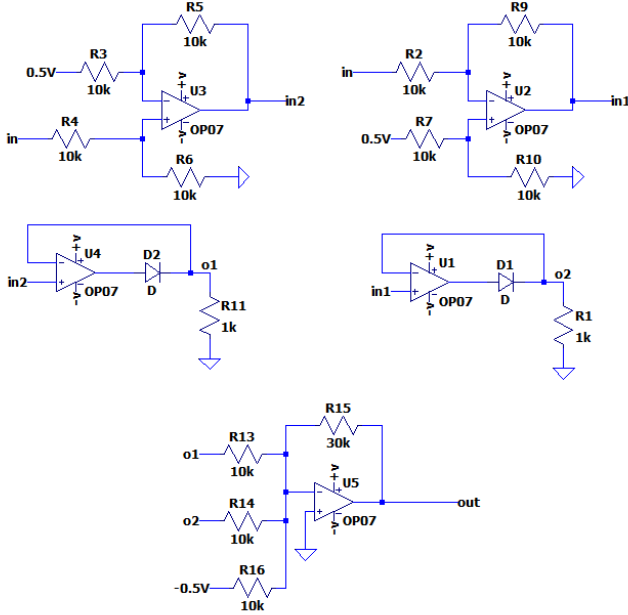 R5
10k
R3
0.5V
10k
+v
U3
in2
R4
in
10k
-v
OP07
R6
10k
R9
10k
R2
in
10k
+v
U2
in1
R7
0.5V
10k
-v
OP07
R10
10k
+v
U4
D2
o1
in2
D
-v
OP07
R11
1k
+v
U1
D1
o2
in1
D
-v
OP07
R1
1k
R15
30k
R13
o1
10k
+v
U5
R14
out
o2
10k
-v
OP07
R16
-0.5V
10k